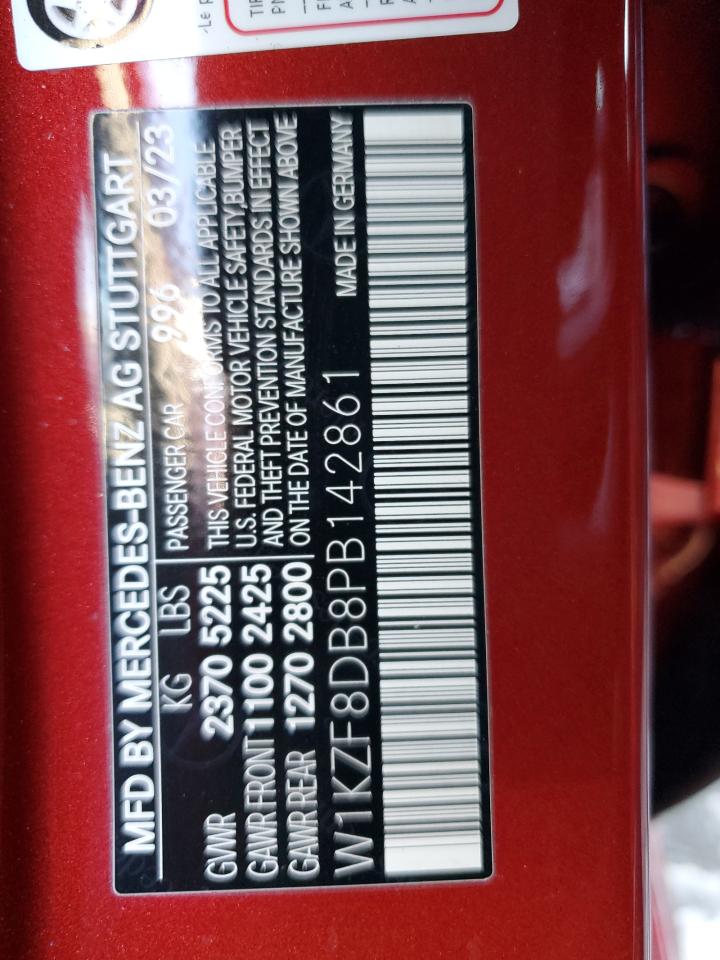 MFD BY MERCEDES-BENZ AG STUTTGART
KG LBS PASSENGER CAR 996 03/23
GWR 2370 5225 THIS VEHICLE CONFORMS TO ALL APPLICABLE
GAWR FRONT 1100 2425 U.S. FEDERAL MOTOR VEHICLE SAFETY, BUMPER
AND THEFT PREVENTION STANDARDS IN EFFECT
GAWR REAR 1270 2800 ON THE DATE OF MANUFACTURE SHOWN ABOVE
W1KZF8DB8PB142861 MADE IN GERMANY